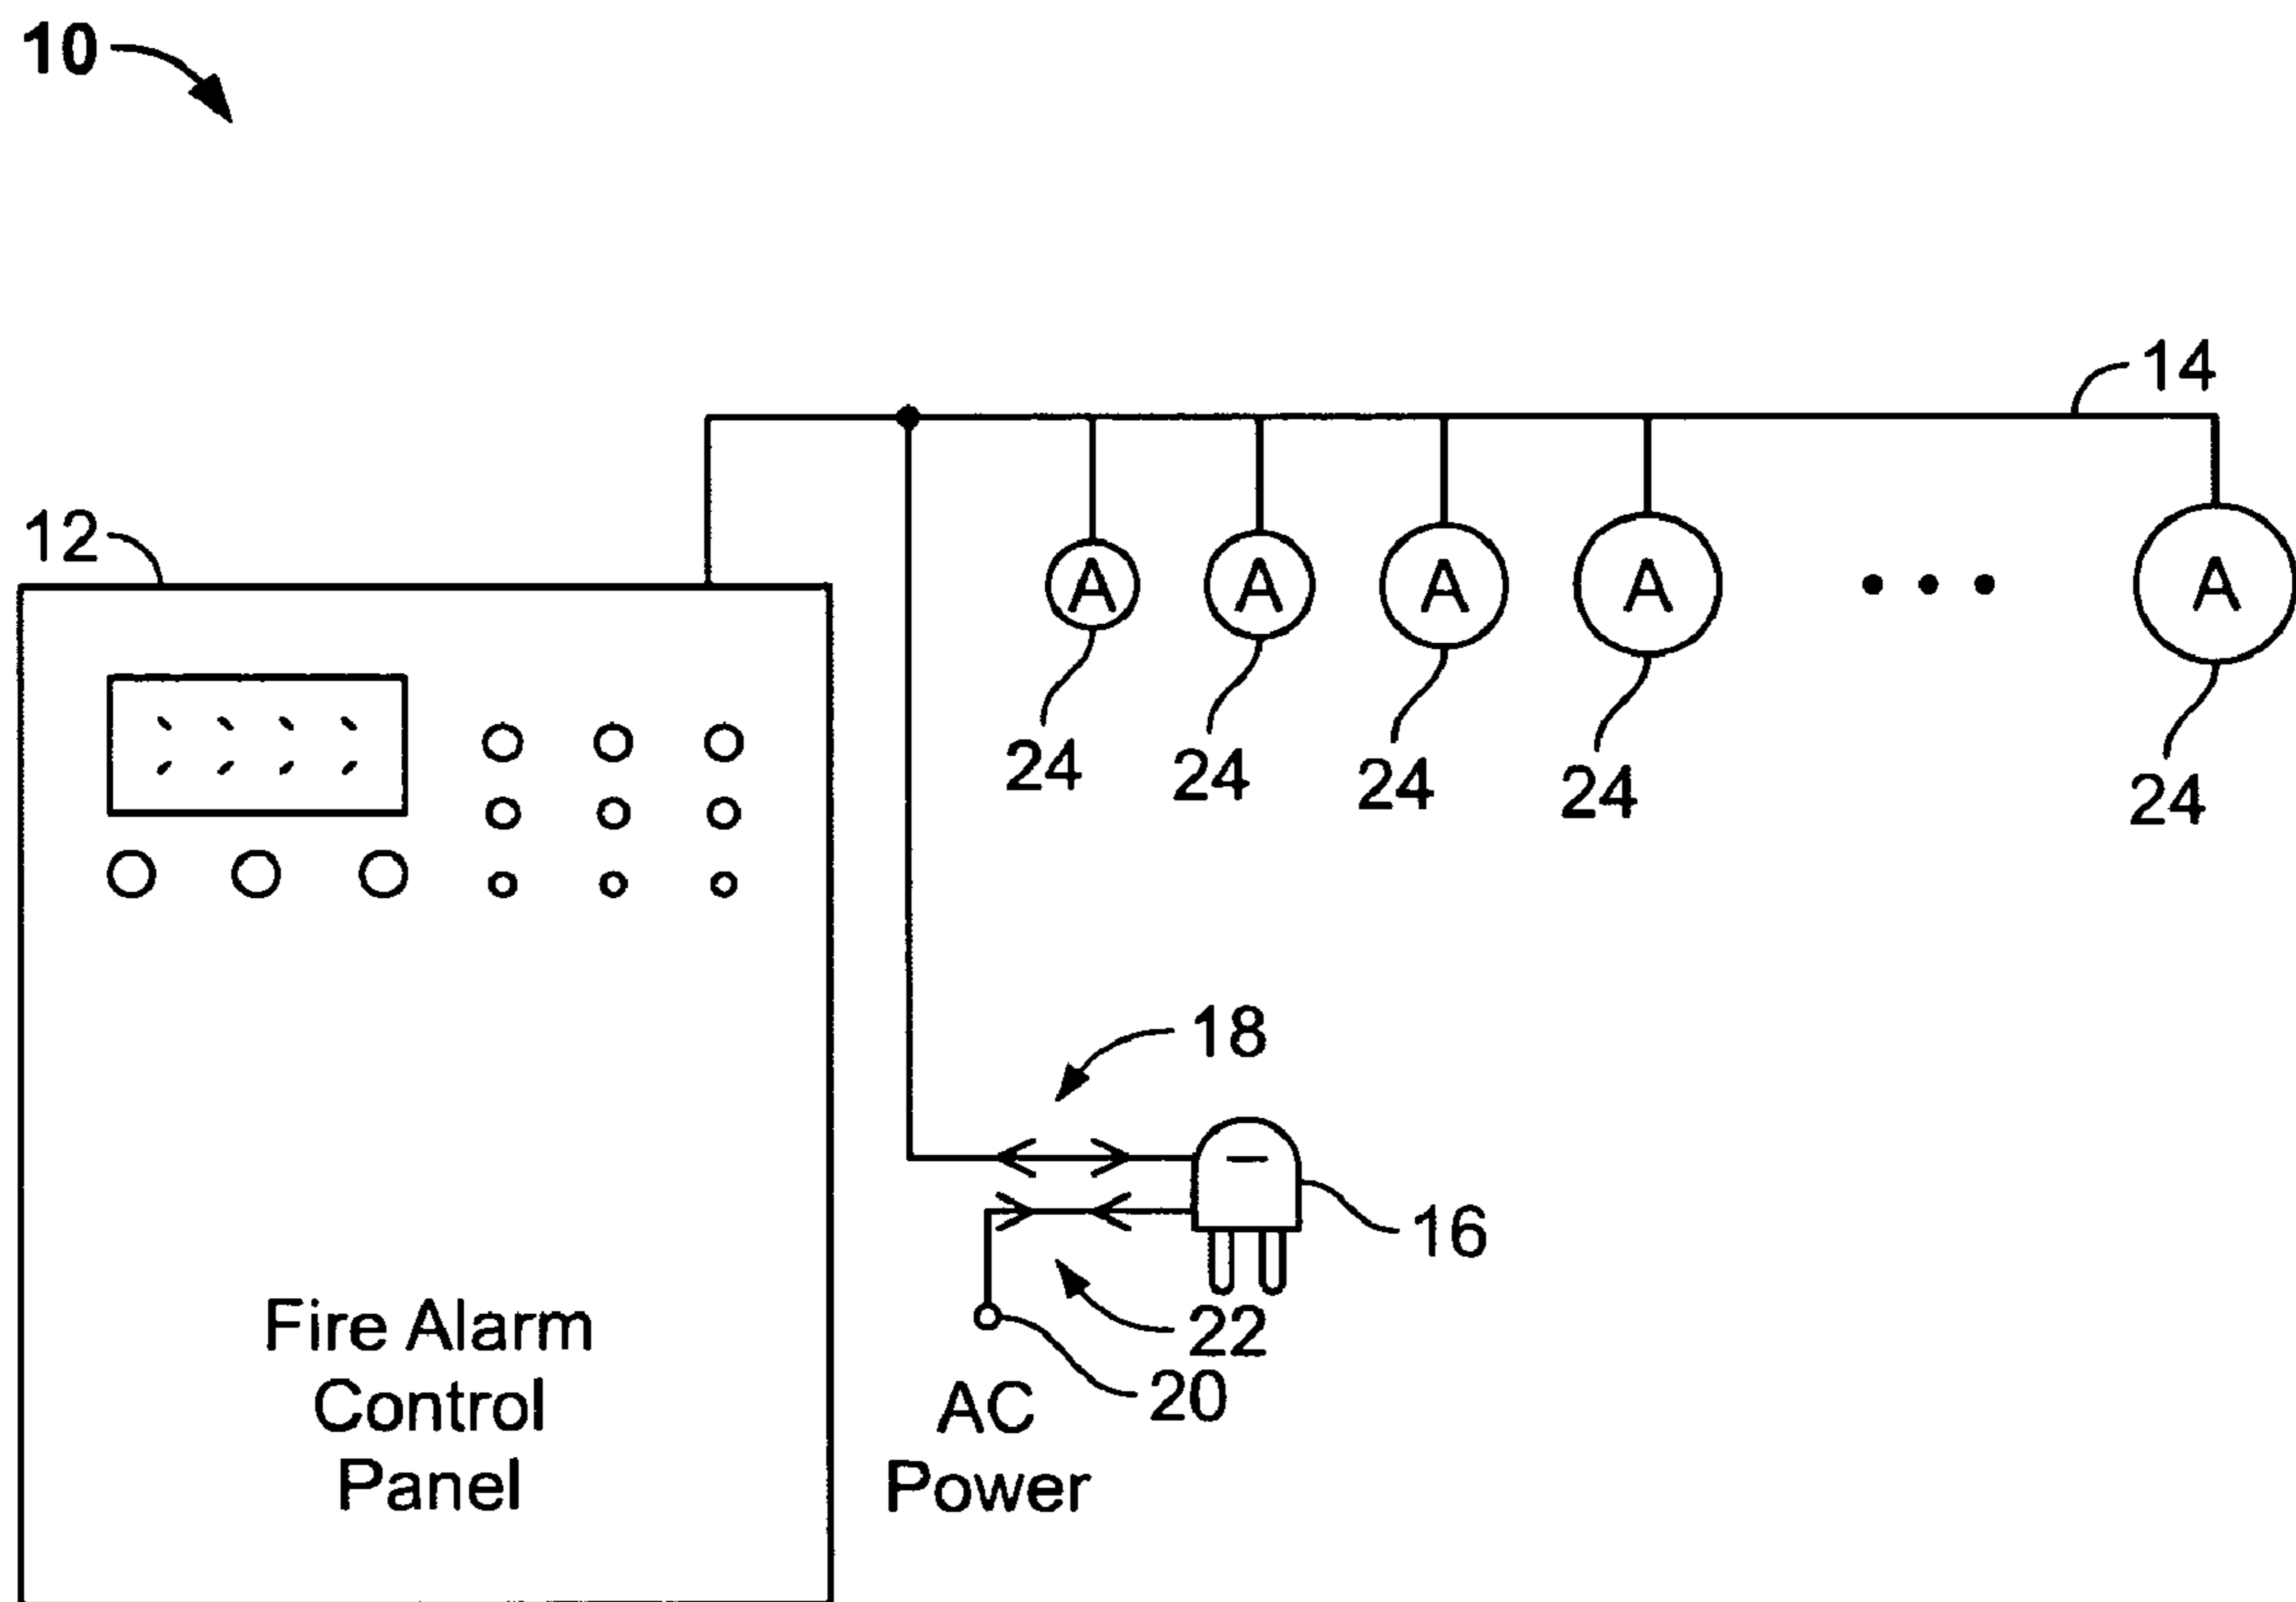 10
14
12
A A A A A
24 24 24 24 24
18
16
22
20
Fire Alarm
Control
Panel
AC
Power